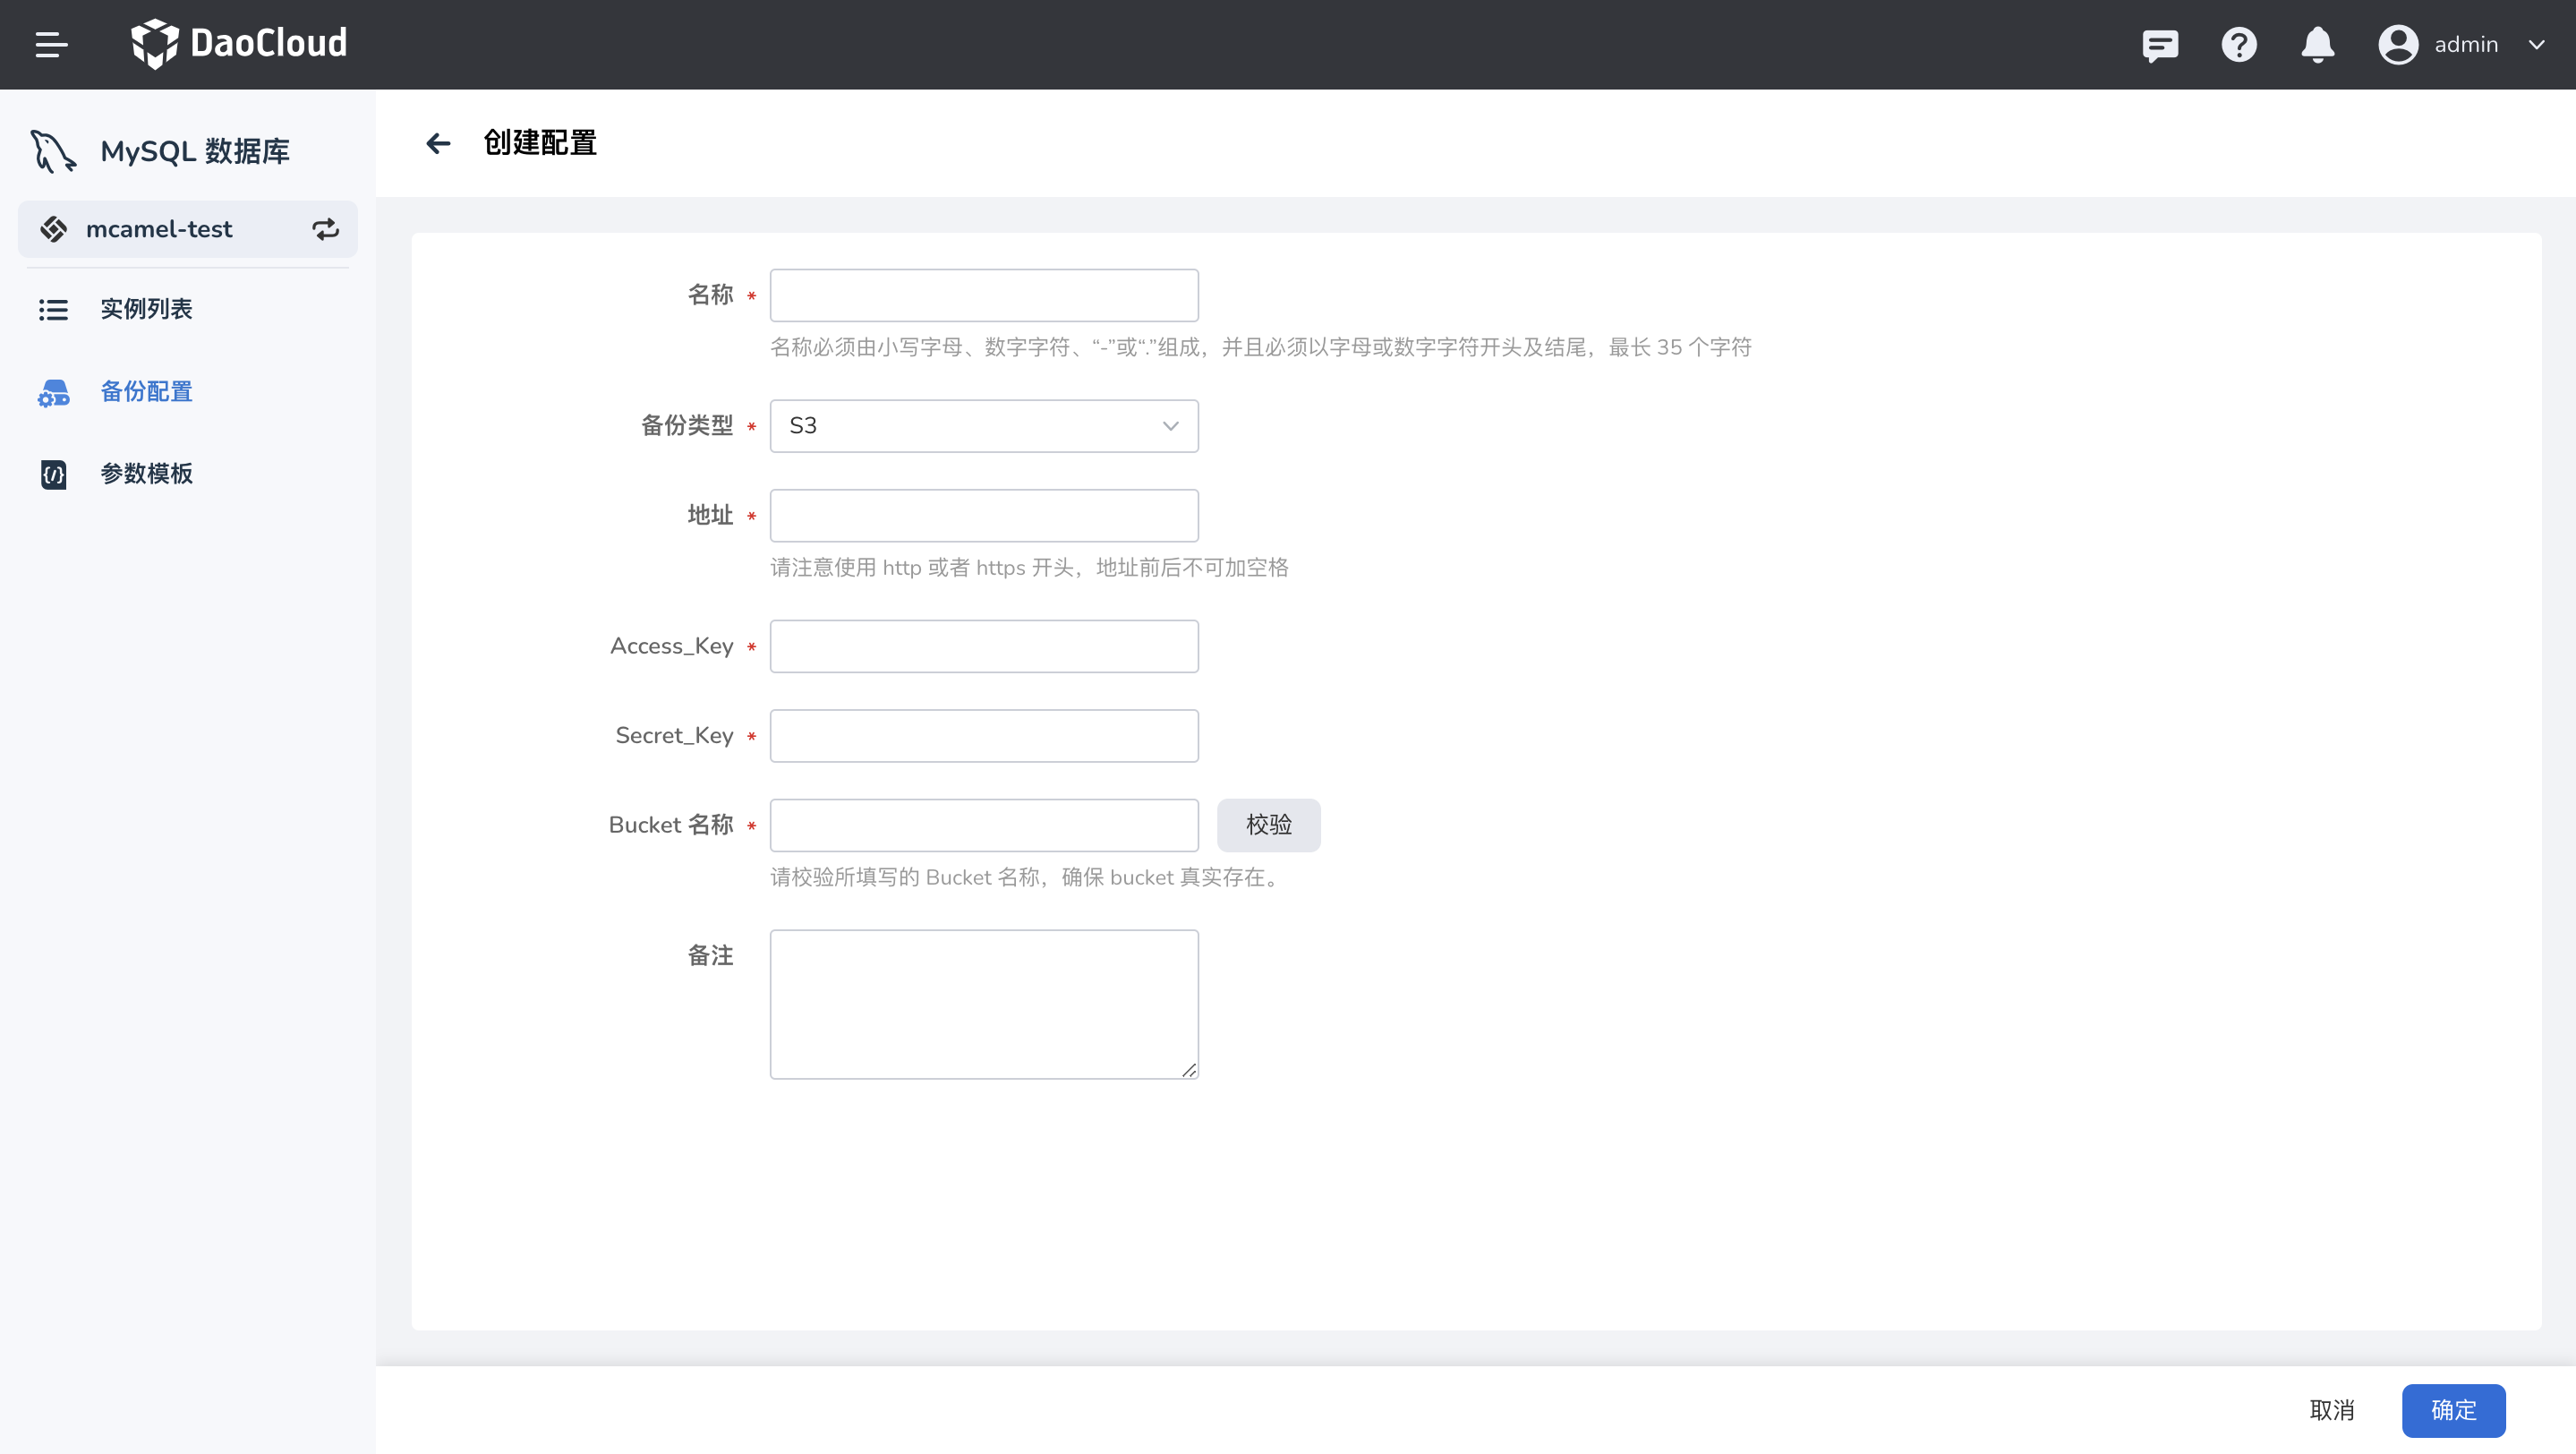 DaoCloud
admin
MySQL 数据库
mcamel-test
实例列表
备份配置
参数模板
创建配置
名称 *
名称必须由小写字母、数字字符、“-”或“.”组成，并且必须以字母或数字字符开头及结尾，最长 35 个字符
备份类型 * S3
地址 *
请注意使用 http 或者 https 开头，地址前后不可加空格
Access_Key *
Secret_Key *
Bucket 名称 * 校验
请校验所填写的 Bucket 名称，确保 bucket 真实存在。
备注
取消 确定